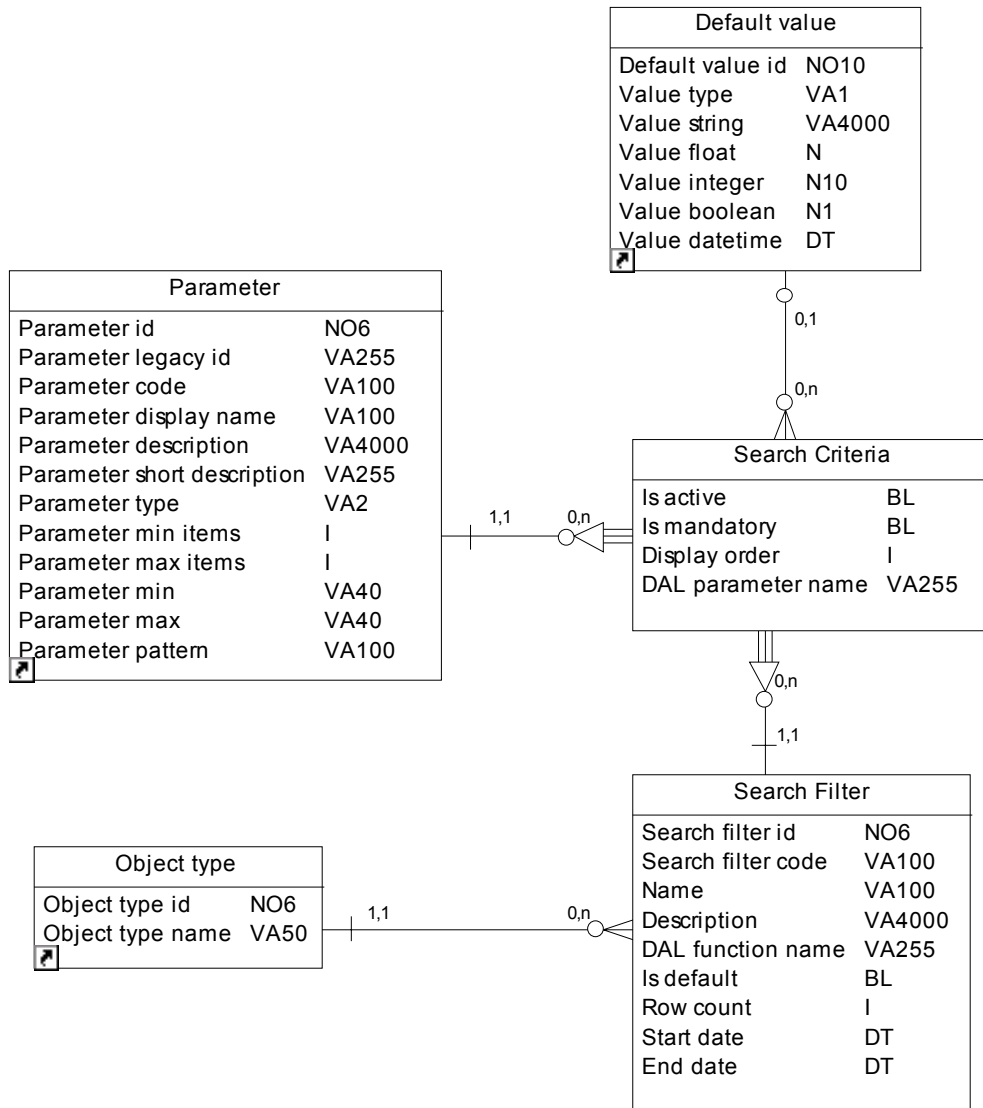 Default value
Default value id NO10
Value type VA1
Value string VA4000
Value float N
Value integer N10
Value boolean N1
Value datetime DT
0,1
0,n
Parameter
Parameter id NO6
Parameter legacy id VA255
Parameter code VA100
Parameter display name VA100
Parameter description VA4000
Parameter short description VA255
Parameter type VA2
Parameter min items I
Parameter max items I
Parameter min VA40
Parameter max VA40
Parameter pattern VA100
1,1 0,n
Search Criteria
Is active BL
Is mandatory BL
Display order I
DAL parameter name VA255
0,n
1,1
Search Filter
Search filter id NO6
Search filter code VA100
Name VA100
Description VA4000
DAL function name VA255
Is default BL
Row count I
Start date DT
End date DT
Object type
Object type id NO6
Object type name VA50
1,1 0,n